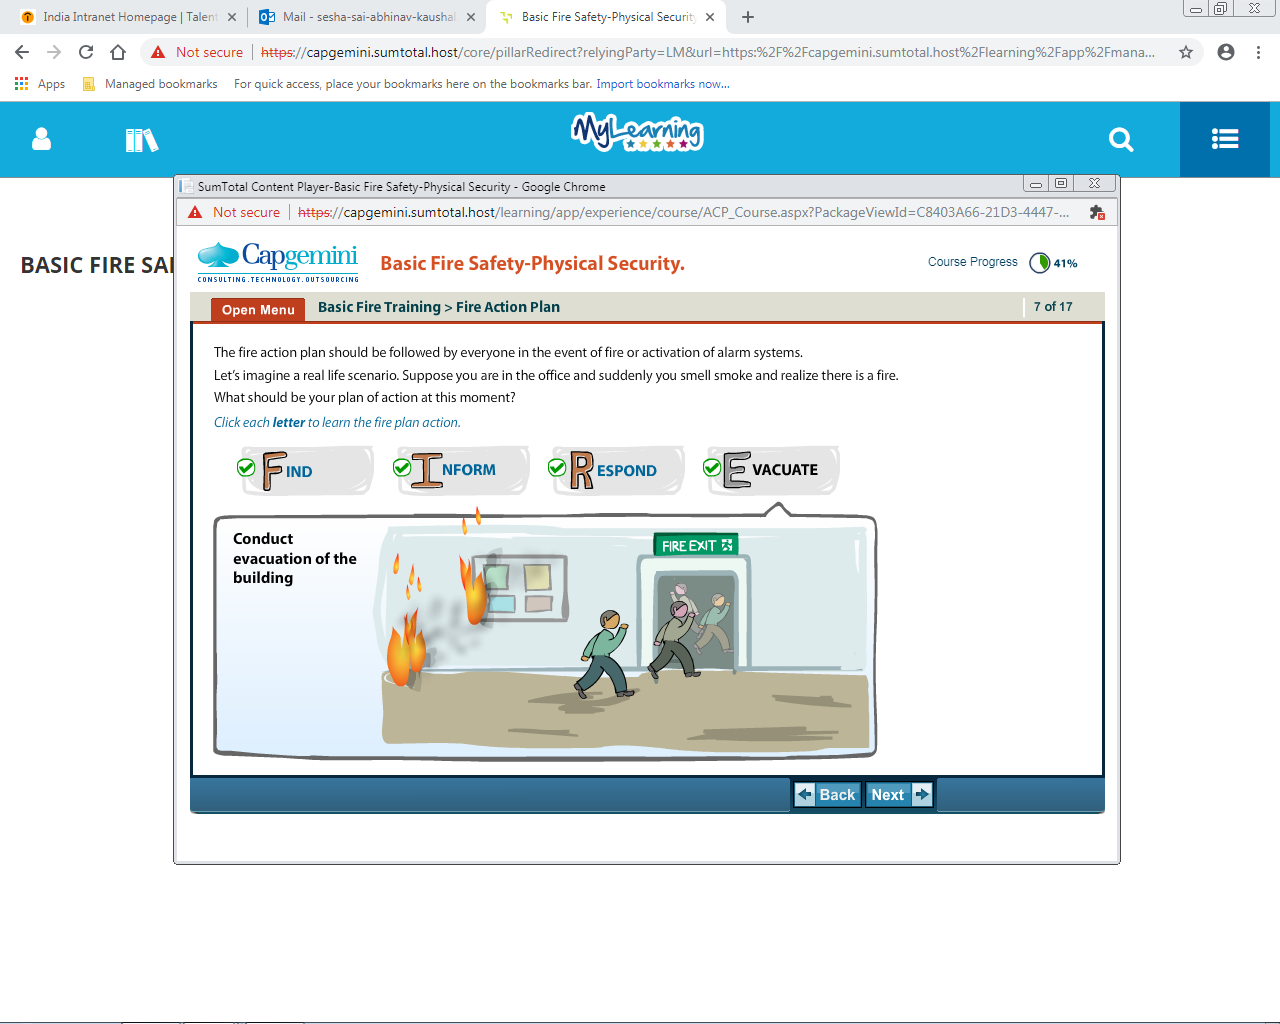 India Intranet Homepage | Talent
Mail - sesha-sai-abhinav-kaushal
Basic Fire Safety-Physical Security
Not secure
https://capgemini.sumtotal.host/core/pillarRedirect?relyingParty=LM&url=https:%2F%2Fcapgemini.sumtotal.host%2Flearning%2Fapp%2Fmana...
Apps
Managed bookmarks
For quick access, place your bookmarks here on the bookmarks bar. Import bookmarks now...
MyLearning
SumTotal Content Player-Basic Fire Safety-Physical Security - Google Chrome
Not secure
https://capgemini.sumtotal.host/learning/app/experience/course/ACP_Course.aspx?PackageViewId=C8403A66-21D3-4447-...
BASIC FIRE SA
Capgemini
CONSULTING.TECHNOLOGY.OUTSOURCING
Basic Fire Safety-Physical Security.
Course Progress
41%
Open Menu
Basic Fire Training > Fire Action Plan
7 of 17
The fire action plan should be followed by everyone in the event of fire or activation of alarm systems.
Let's imagine a real life scenario. Suppose you are in the office and suddenly you smell smoke and realize there is a fire.
What should be your plan of action at this moment?
Click each letter to learn the fire plan action.
FIND
INFORM
RESPOND
EVACUATE
Conduct
evacuation of the
building
FIRE EXIT
Back
Next